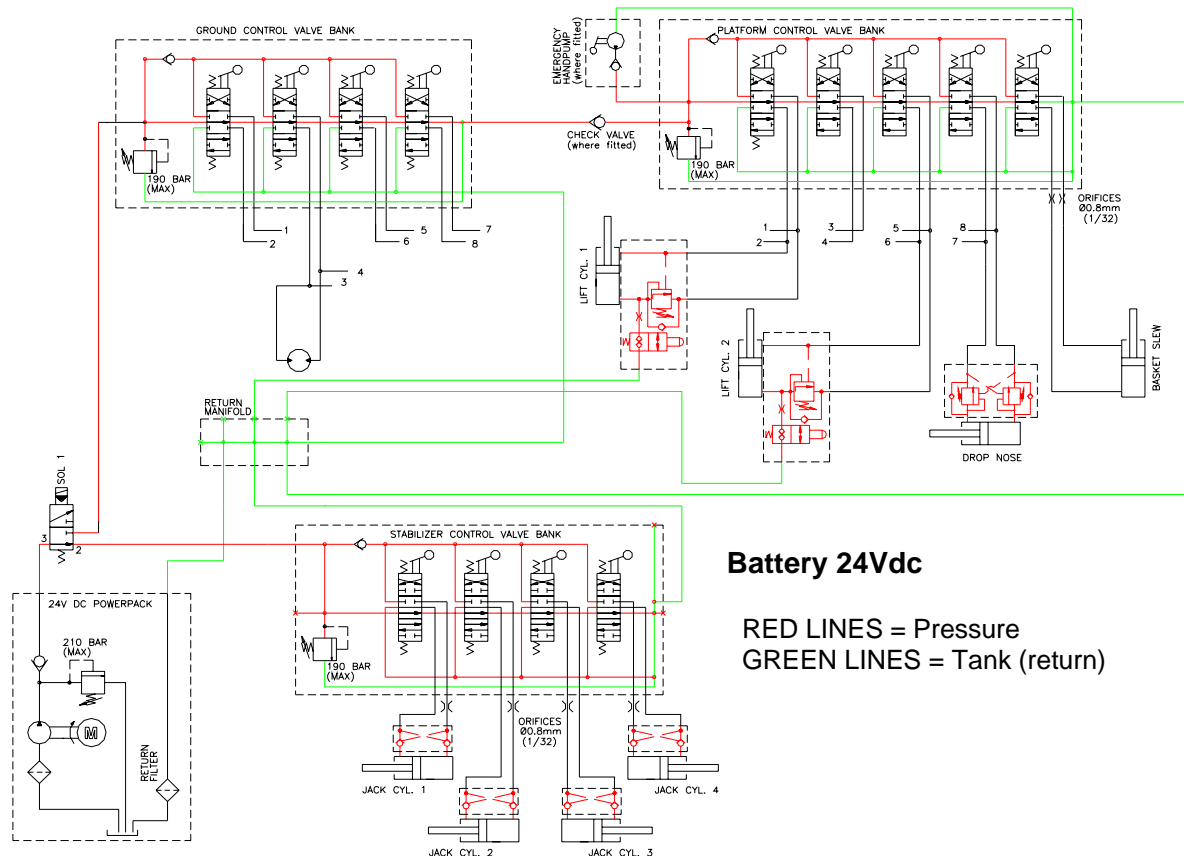 GROUND CONTROL VALVE BANK
190 BAR
(MAX)
1
2
5
6
7
8
4
3
EMERGENCY
HANDPUMP
(where fitted)
PLATFORM CONTROL VALVE BANK
CHECK VALVE
(where fitted)
190 BAR
(MAX)
ORIFICES
Ø0.8mm
(1/32)
1
2
3
4
5
6
8
7
LIFT CYL. 1
LIFT CYL. 2
DROP NOSE
BASKET SLEW
RETURN
MANIFOLD
SOL 1
3
2
STABILIZER CONTROL VALVE BANK
190 BAR
(MAX)
ORIFICES
Ø0.8mm
(1/32)
JACK CYL. 1
JACK CYL. 2
JACK CYL. 3
JACK CYL. 4
24V DC POWERPACK
210 BAR
(MAX)
M
RETURN
FILTER
Battery 24Vdc
RED LINES = Pressure
GREEN LINES = Tank (return)